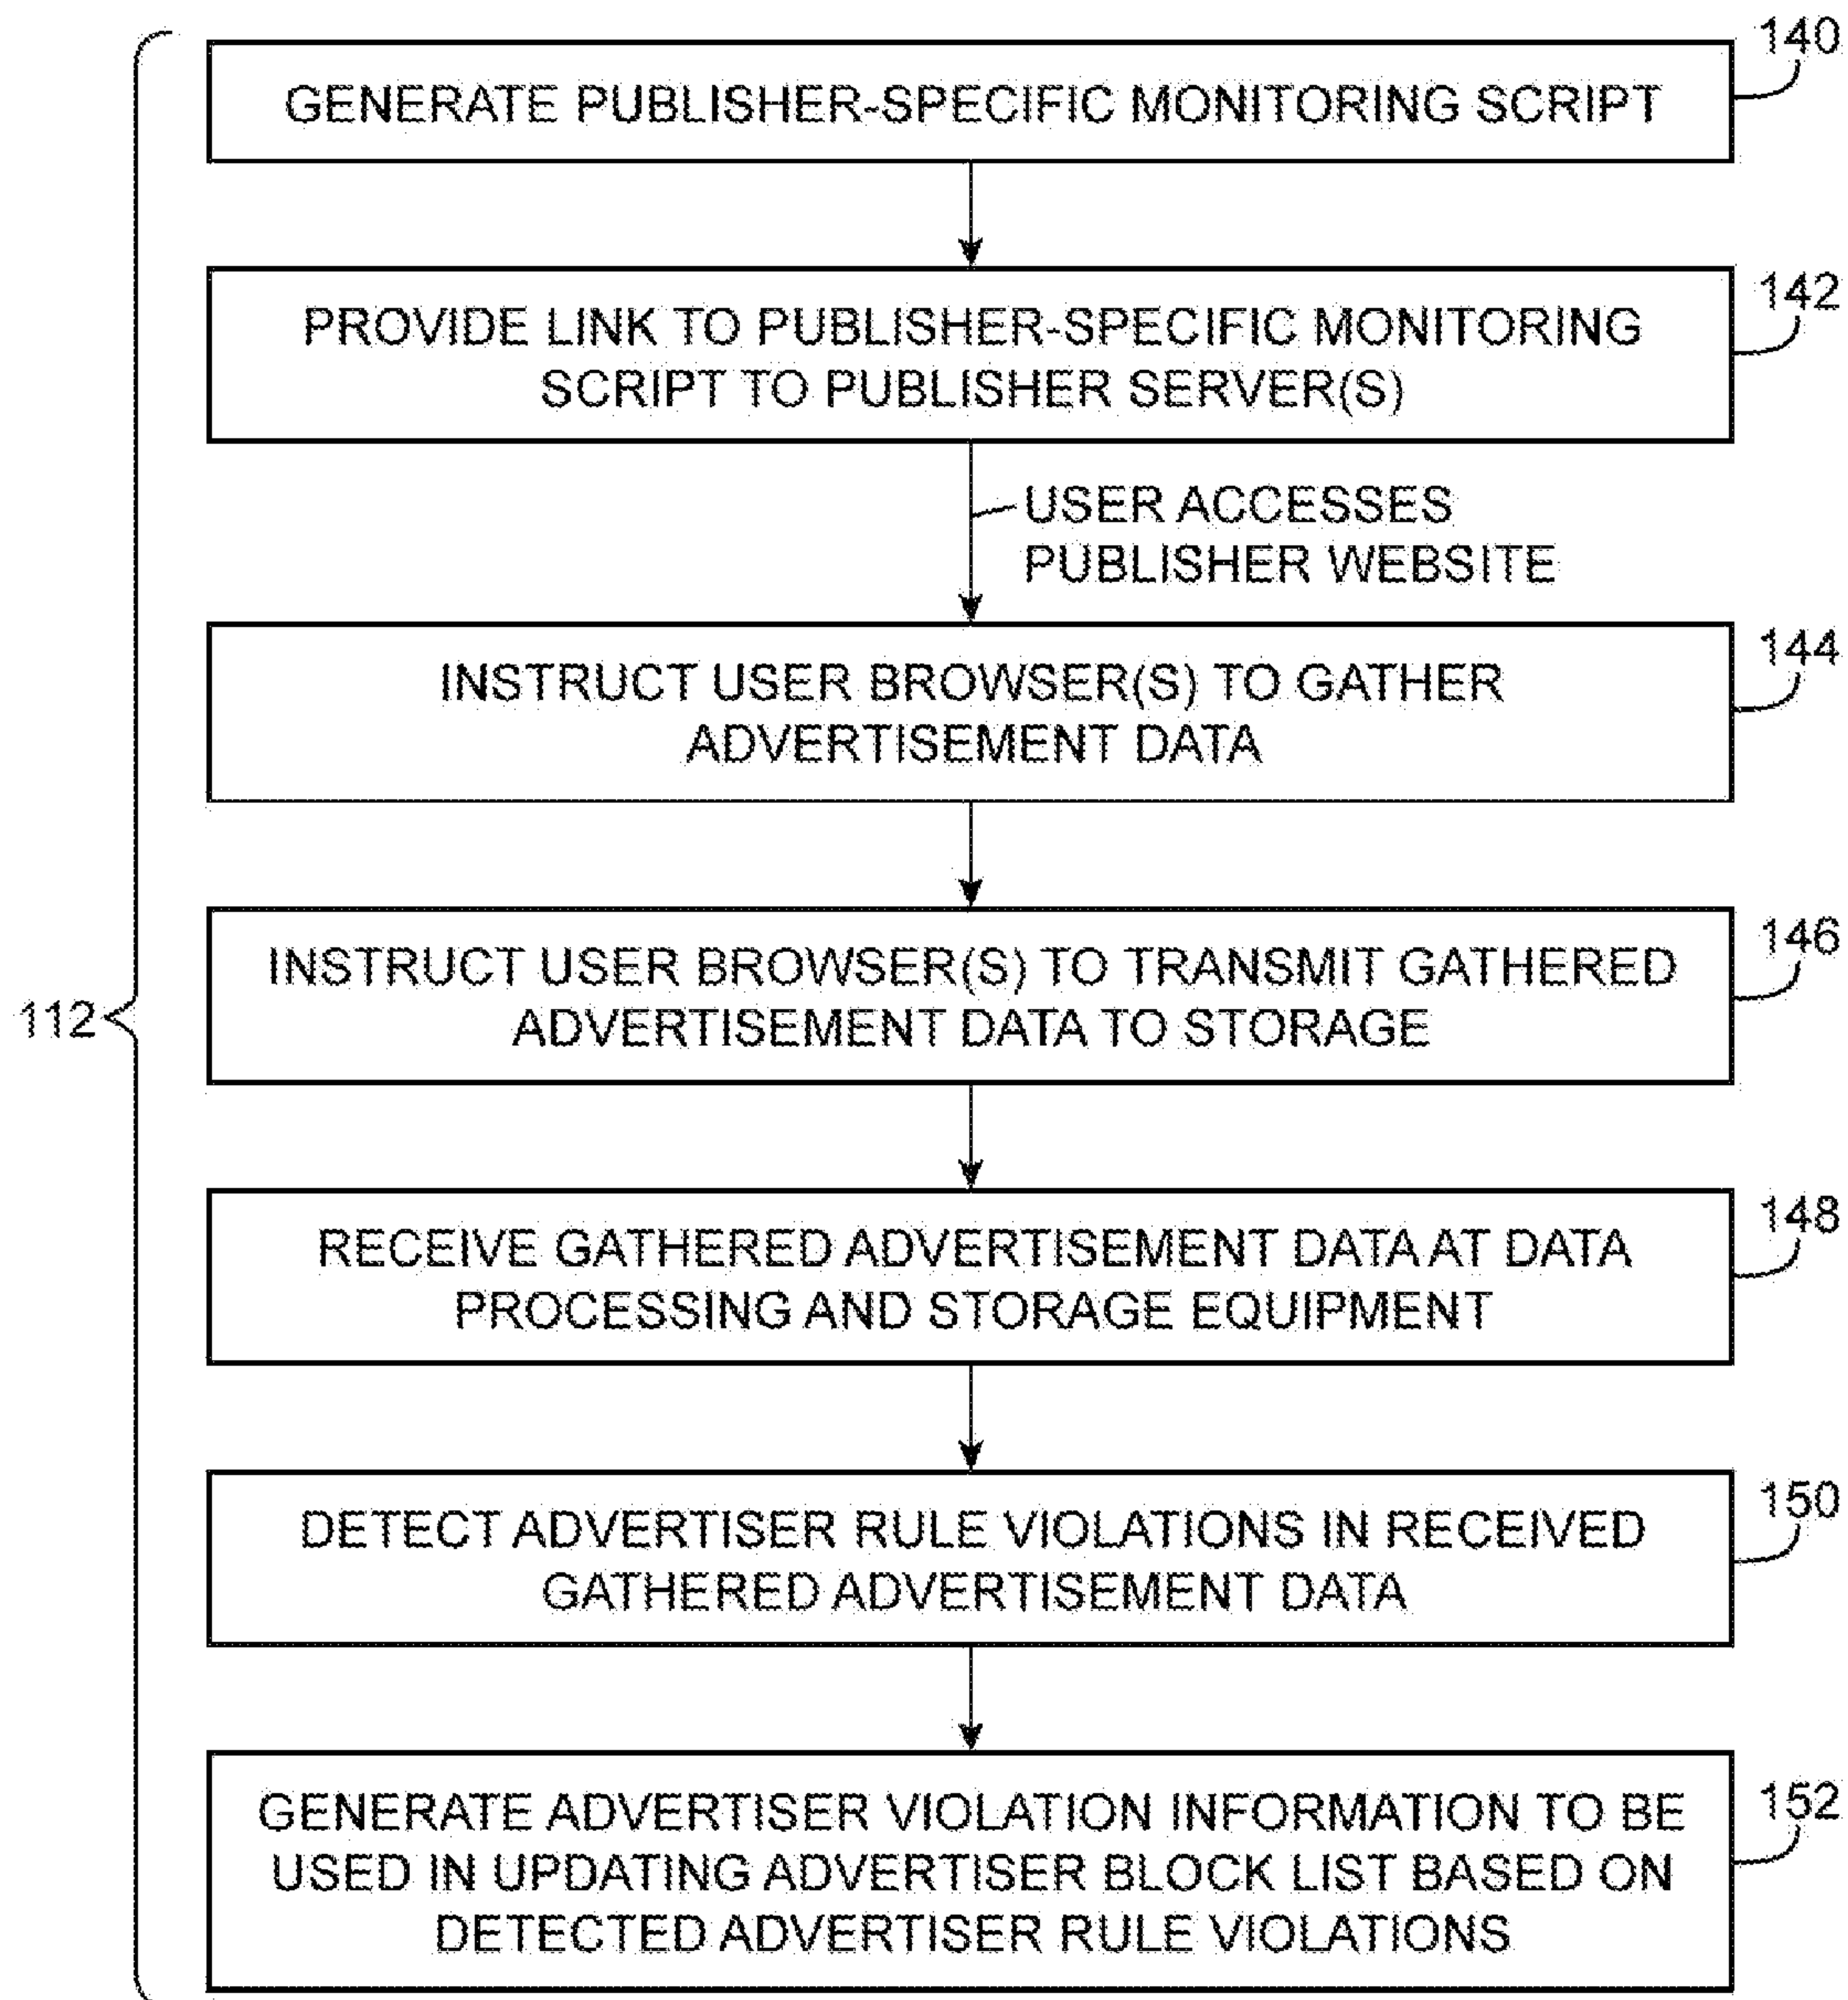 140
GENERATE PUBLISHER-SPECIFIC MONITORING SCRIPT
142
PROVIDE LINK TO PUBLISHER-SPECIFIC MONITORING
SCRIPT TO PUBLISHER SERVER(S)
USER ACCESSES
PUBLISHER WEBSITE
144
INSTRUCT USER BROWSER(S) TO GATHER
ADVERTISEMENT DATA
146
INSTRUCT USER BROWSER(S) TO TRANSMIT GATHERED
ADVERTISEMENT DATA TO STORAGE
112
148
RECEIVE GATHERED ADVERTISEMENT DATA AT DATA
PROCESSING AND STORAGE EQUIPMENT
150
DETECT ADVERTISER RULE VIOLATIONS IN RECEIVED
GATHERED ADVERTISEMENT DATA
152
GENERATE ADVERTISER VIOLATION INFORMATION TO BE
USED IN UPDATING ADVERTISER BLOCK LIST BASED ON
DETECTED ADVERTISER RULE VIOLATIONS